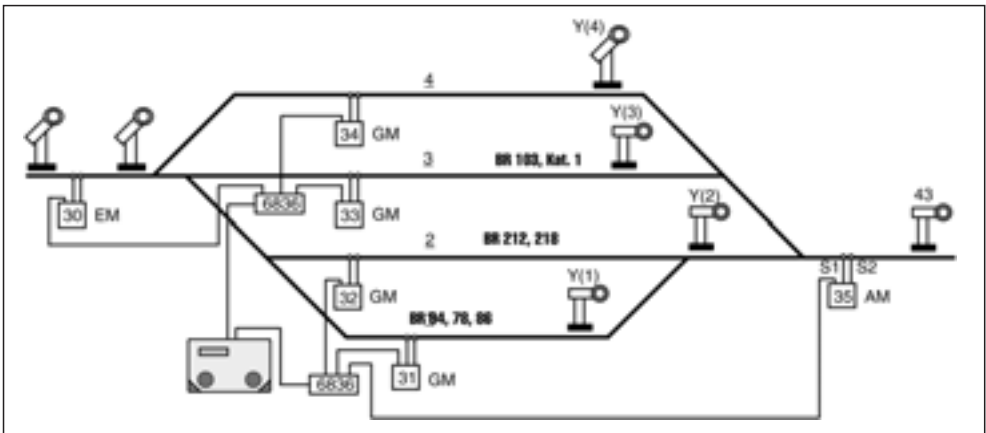 Y(4)
4
34 GM
Y(3)
3
BR 103, Kat. 1
6836
30 EM
33 GM
Y(2)
43
2
BR 212, 218
S1 S2
32 GM
Y(1)
35 AM
BR 94, 78, 86
6836
31 GM